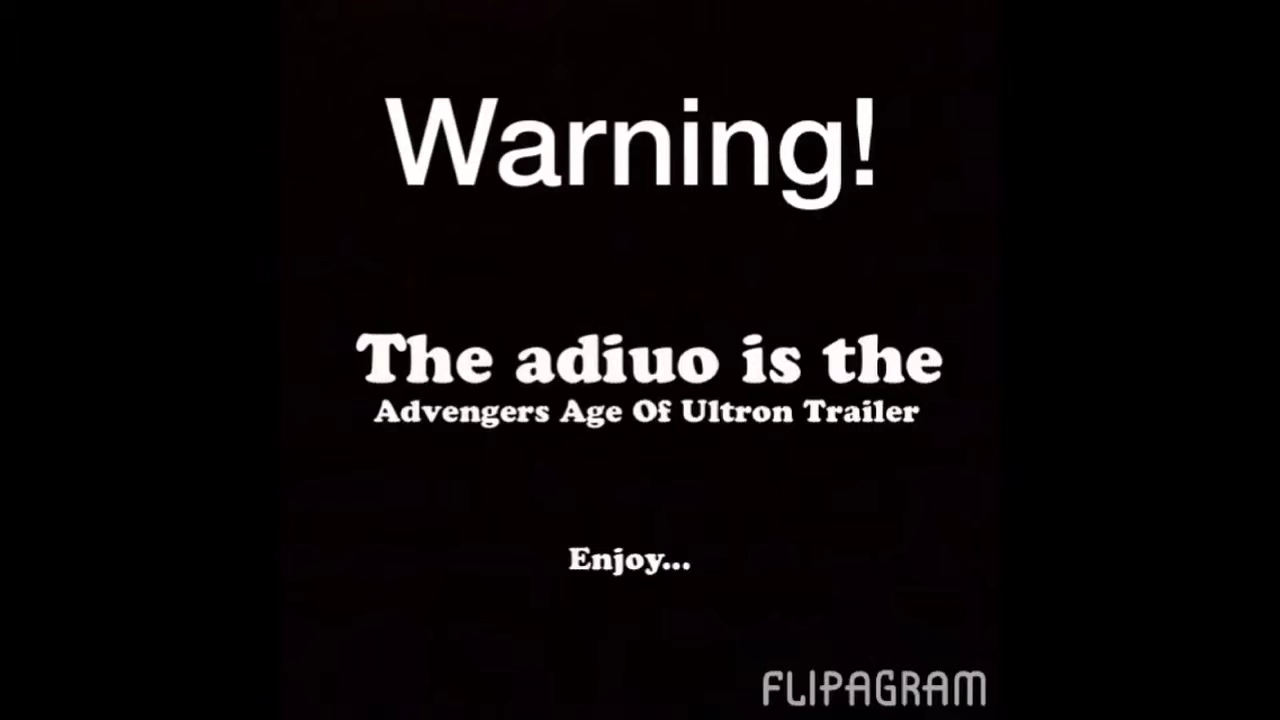 Warning!
The adiuo is the
Advengers Age Of Ultron Trailer
Enjoy...
FLIPAGRAM